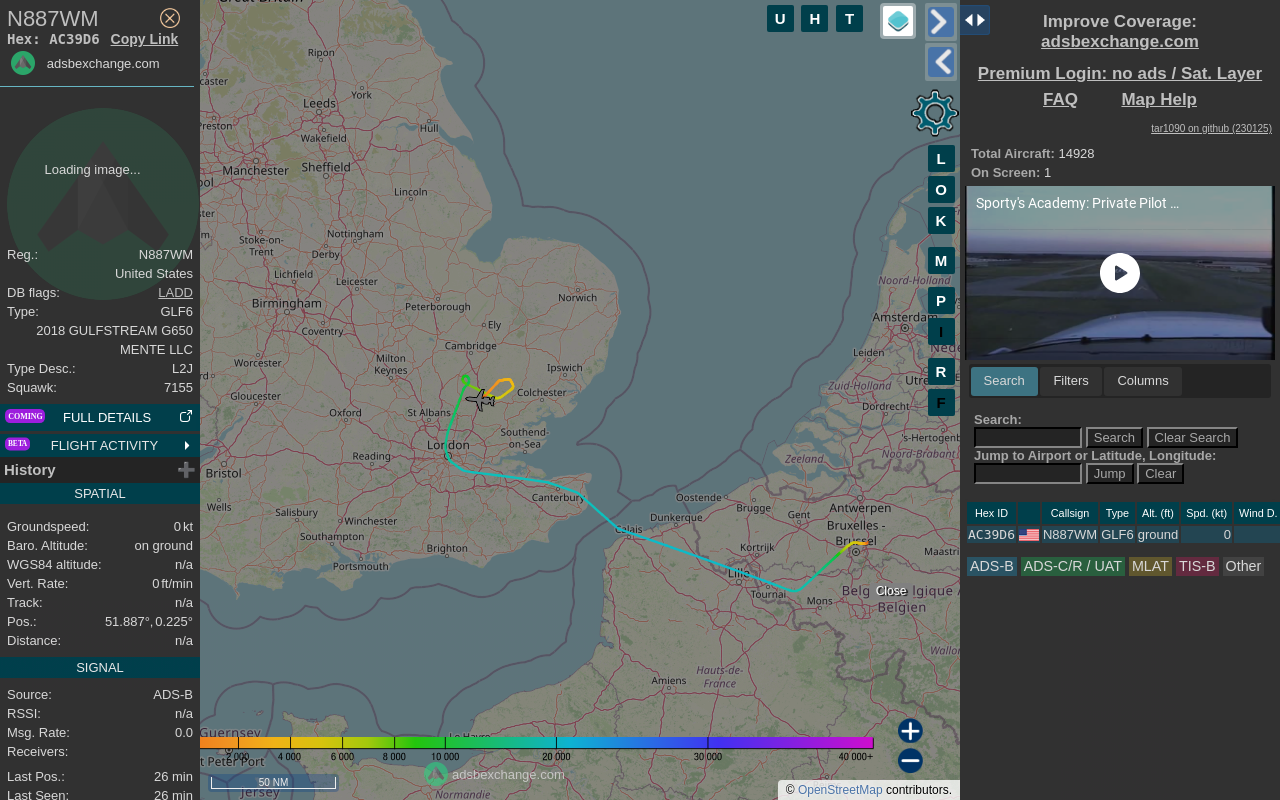 N887WM
Hex: AC39D6 Copy Link
adsbexchange.com
Loading image...
Reg.: N887WM
United States
DB flags: LADD
Type: GLF6
2018 GULFSTREAM G650
MENTE LLC
Type Desc.: L2J
Squawk: 7155
COMING FULL DETAILS
BETA FLIGHT ACTIVITY
History
SPATIAL
Groundspeed: 0 kt
Baro. Altitude: on ground
WGS84 altitude: n/a
Vert. Rate: 0 ft/min
Track: n/a
Pos.: 51.887°, 0.225°
Distance: n/a
SIGNAL
Source: ADS-B
RSSI: n/a
Msg. Rate: 0.0
Receivers:
Last Pos.: 26 min
Last Seen: 26 min
U H T
L
O
K
M
P
I
R
F
Ripon
York
Leeds
Preston
Hull
Wakefield
Manchester
Sheffield
Lincoln
Stoke-on-
Trent
Nottingham
Derby
Lichfield
Leicester
Norwich
Birmingham
Peterborough
Ely
Coventry
Cambridge
Worcester
Milton
Keynes
Ipswich
Gloucester
Colchester
Oxford
St Albans
Southend-
on-Sea
London
Reading
Bristol
Canterbury
Wells
Salisbury
Winchester
Southampton
Brighton
Portsmouth
Calais
Dunkerque
Oostende
Brugge
Gent
Antwerpen
Bruxelles -
Brussel
Kortrijk
Lille
Tournai
Mons
Maastri
België
Belgique
Belgien
Noord-Holland
Amsterdam
Leiden
Zuid-Holland
Dordrecht
's-Hertogenb
Zeeland
Noord-Brabant
Wallon
Hauts-de-
France
Amiens
Le Havre
Guernsey
St Peter Port
Jersey
Normandie
Close
2 000 4 000 6 000 8 000 10 000 20 000 30 000 40 000+
50 NM
adsbexchange.com
© OpenStreetMap contributors.
Improve Coverage:
adsbexchange.com
Premium Login: no ads / Sat. Layer
FAQ Map Help
tar1090 on github (230125)
Total Aircraft: 14928
On Screen: 1
Sporty's Academy: Private Pilot ...
Search Filters Columns
Search:
Search Clear Search
Jump to Airport or Latitude, Longitude:
Jump Clear
Hex ID Callsign Type Alt. (ft) Spd. (kt) Wind D.
AC39D6 N887WM GLF6 ground 0
ADS-B ADS-C/R / UAT MLAT TIS-B Other